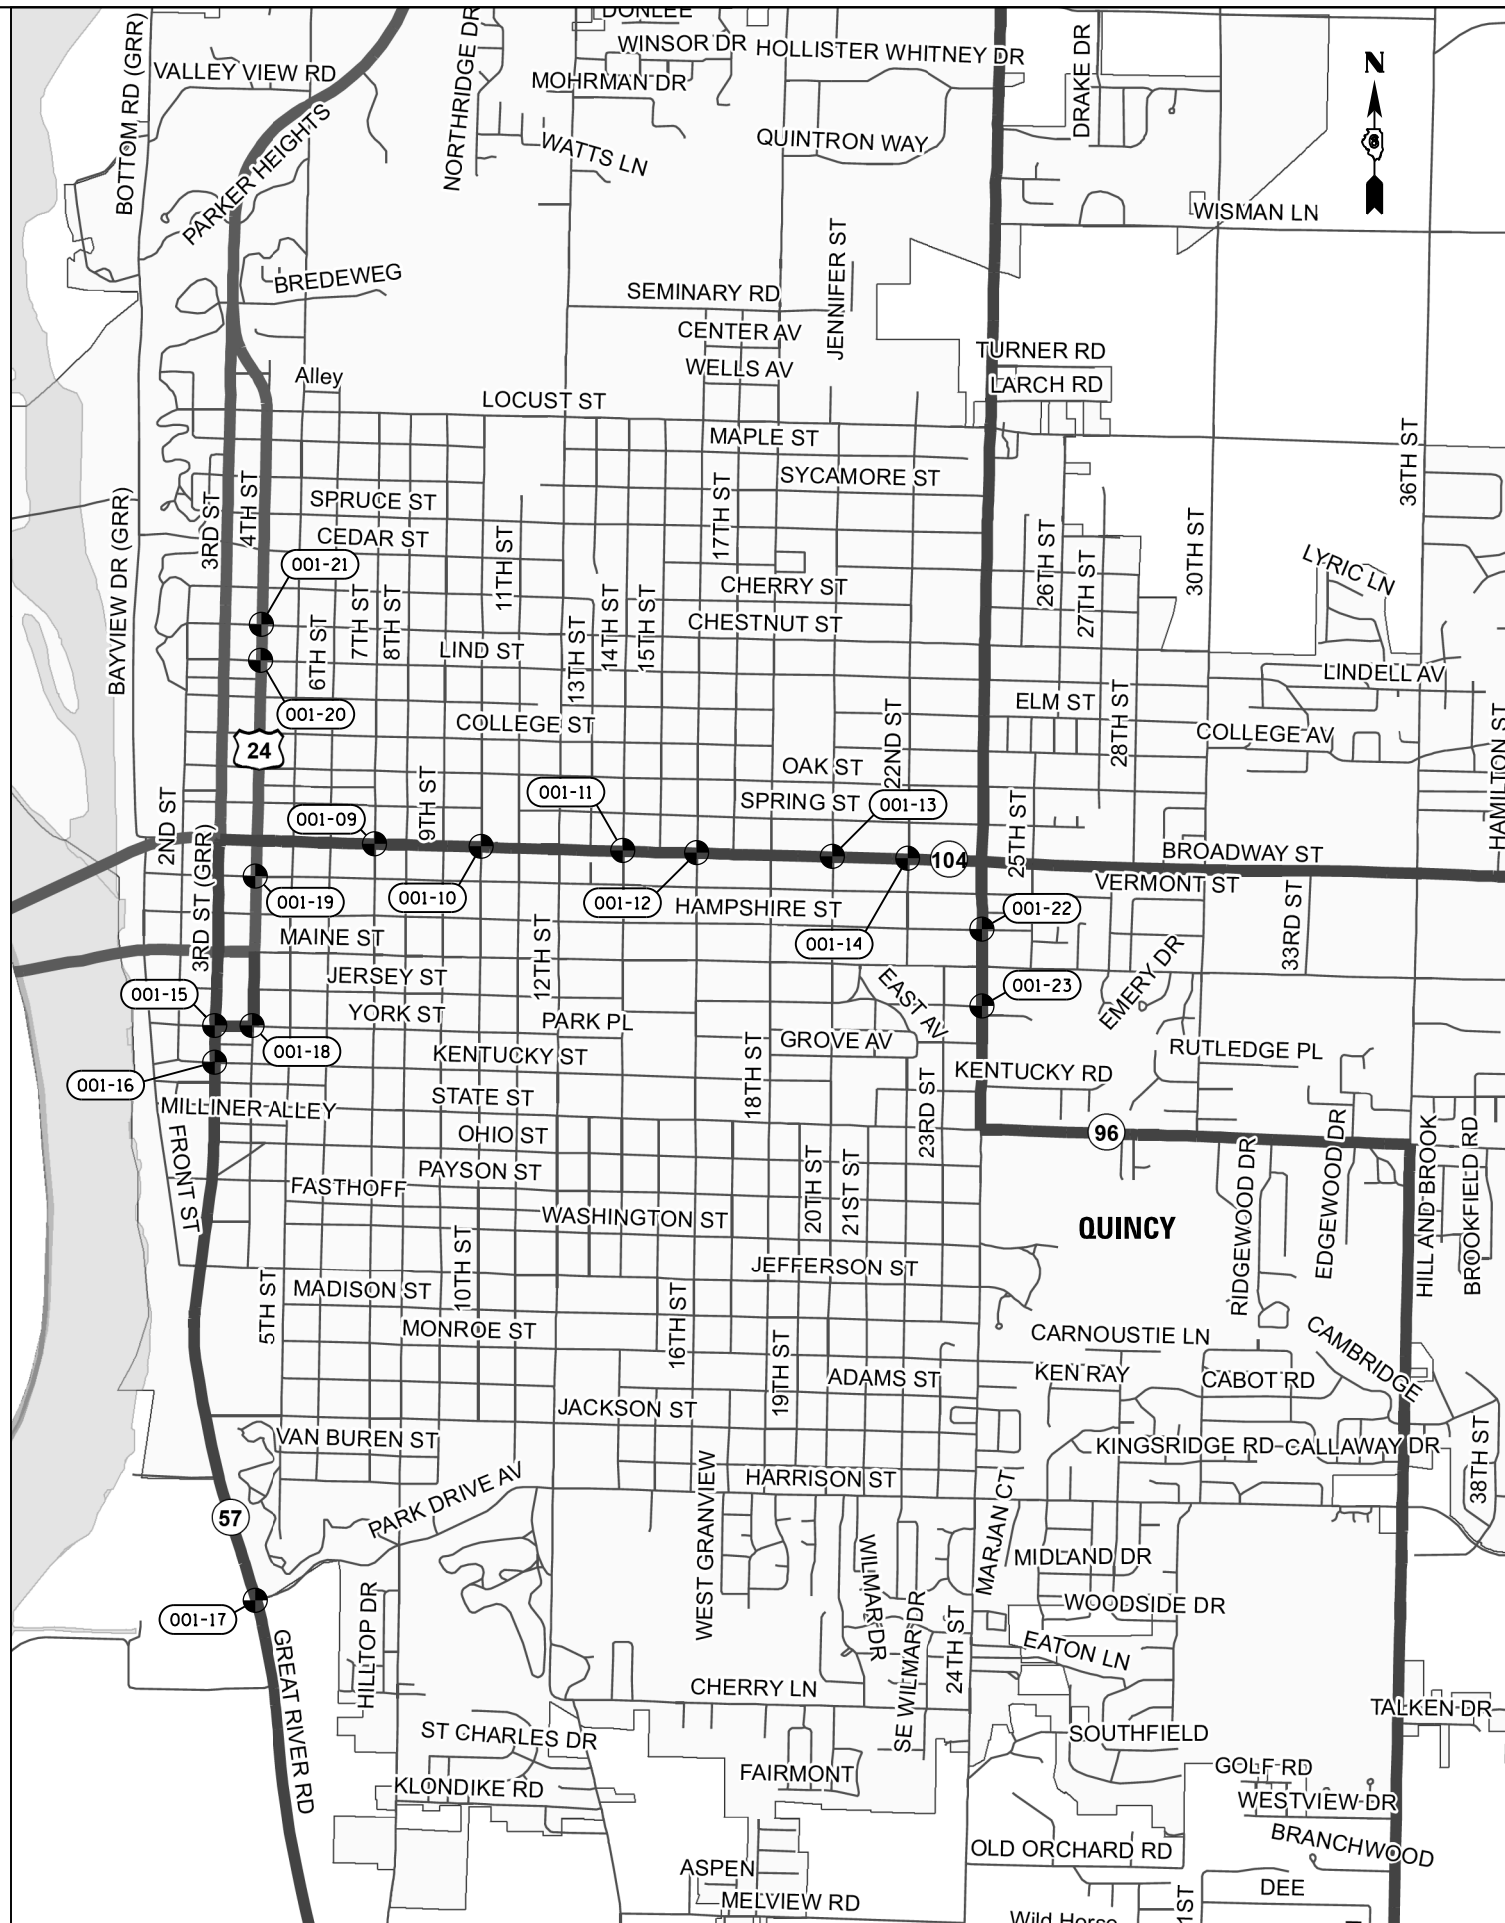 DONLEE
WINSOR DR
HOLLISTER WHITNEY DR
VALLEY VIEW RD
MOHRMAN DR
BOTTOM RD (GRR)
NORTHRIDGE DR
DRAKE DR
N
PARKER HEIGHTS
WATTS LN
QUINTRON WAY
6
WISMAN LN
BREDEWEG
SEMINARY RD
JENNIFER ST
CENTER AV
WELLS AV
TURNER RD
LARCH RD
Alley
LOCUST ST
MAPLE ST
SYCAMORE ST
36TH ST
3RD ST
4TH ST
SPRUCE ST
17TH ST
BAYVIEW DR (GRR)
CEDAR ST
11TH ST
26TH ST
27TH ST
30TH ST
LYRIC LN
001-21
CHERRY ST
6TH ST
7TH ST
8TH ST
13TH ST
14TH ST
15TH ST
CHESTNUT ST
LIND ST
LINDELL AV
001-20
COLLEGE ST
22ND ST
ELM ST
28TH ST
COLLEGE AV
HAMILTON ST
24
OAK ST
2ND ST
9TH ST
001-11
SPRING ST
001-13
001-09
25TH ST
104
BROADWAY ST
VERMONT ST
001-19
001-10
001-12
HAMPSHIRE ST
001-22
3RD ST (GRR)
MAINE ST
12TH ST
001-14
33RD ST
EMERY DR
JERSEY ST
EAST AV
001-15
001-23
YORK ST
PARK PL
001-18
GROVE AV
KENTUCKY ST
18TH ST
KENTUCKY RD
RUTLEDGE PL
001-16
STATE ST
23RD ST
MILLINER ALLEY
FRONT ST
OHIO ST
96
PAYSON ST
20TH ST
21ST ST
RIDGEWOOD DR
EDGEWOOD DR
HILL AND BROOK
BROOKFIELD RD
FASTHOFF
WASHINGTON ST
QUINCY
10TH ST
JEFFERSON ST
5TH ST
MADISON ST
16TH ST
MONROE ST
19TH ST
CARNOUSTIE LN
CAMBRIDGE
ADAMS ST
KEN RAY
CABOT RD
JACKSON ST
VAN BUREN ST
KINGSRIDGE RD
CALLAWAY DR
38TH ST
WEST GRANVIEW
HARRISON ST
MARJAN CT
PARK DRIVE AV
57
WILMAR DR
MIDLAND DR
HILLTOP DR
SE WILMAR DR
24TH ST
WOODSIDE DR
001-17
GREAT RIVER RD
EATON LN
CHERRY LN
TALKEN DR
ST CHARLES DR
SOUTHFIELD
FAIRMONT
GOLF RD
KLONDIKE RD
WESTVIEW DR
BRANCHWOOD
OLD ORCHARD RD
ASPEN
MELVIEW RD
DEE
1ST
Wild Horse